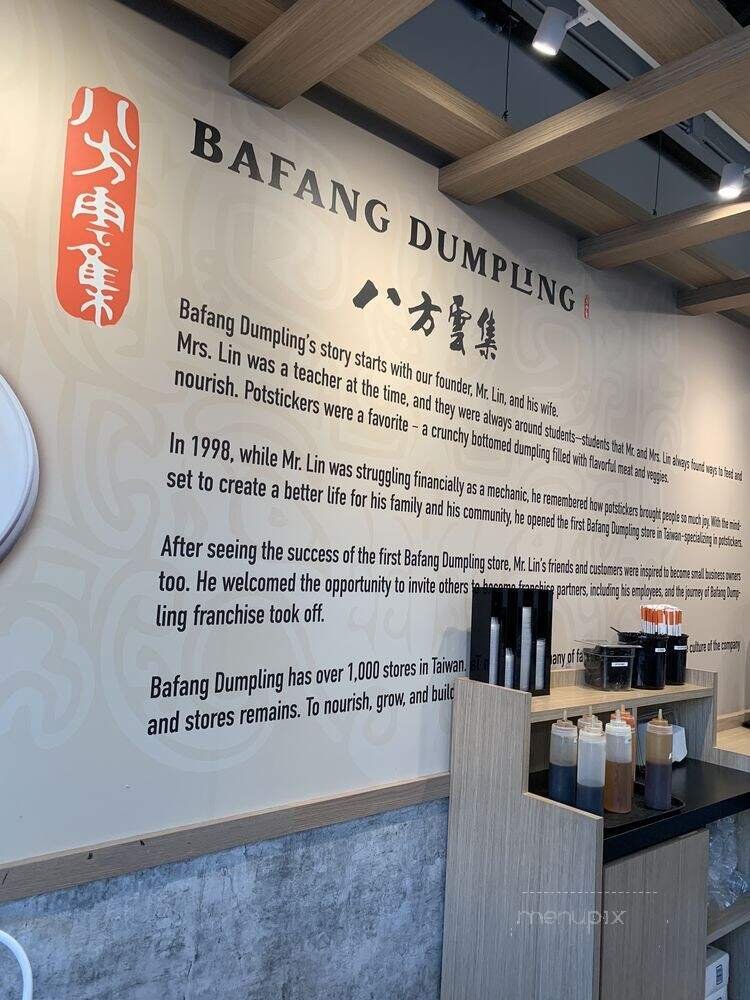 八方雲集
BAFANG DUMPLING
八方雲集
Bafang Dumpling's story starts with our founder, Mr. Lin, and his wife.
Mrs. Lin was a teacher at the time, and they were always around students—students that Mr. and Mrs. Lin always found ways to feed and
nourish. Potstickers were a favorite – a crunchy bottomed dumpling filled with flavorful meat and veggies.
In 1998, while Mr. Lin was struggling financially as a mechanic, he remembered how potstickers brought people so much joy. With the mind-
set to create a better life for his family and his community, he opened the first Bafang Dumpling store in Taiwan-specializing in potstickers.
After seeing the success of the first Bafang Dumpling store, Mr. Lin's friends and customers were inspired to become small business owners
too. He welcomed the opportunity to invite others to become franchise partners, including his employees, and the journey of Bafang Dump-
ling franchise took off.
Bafang Dumpling has over 1,000 stores in Taiwan. any of culture of the company
and stores remains. To nourish, grow, and build
menupix